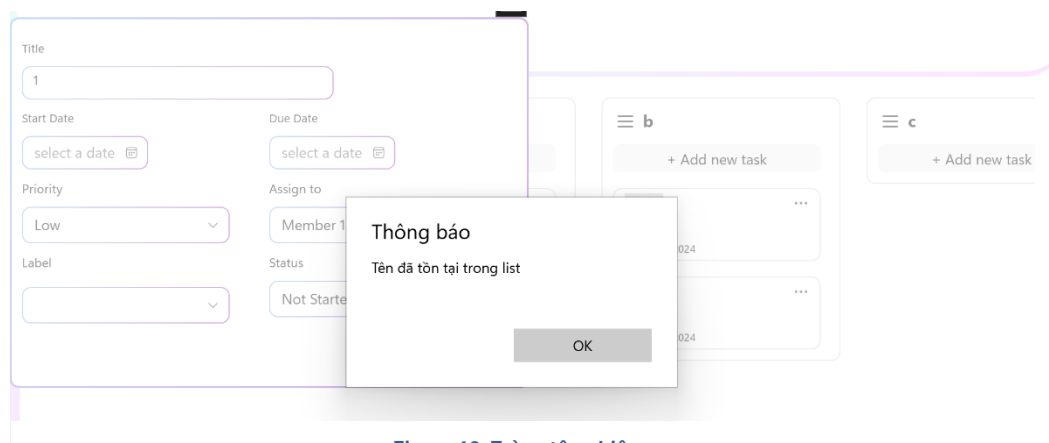 Title
1
Start Date
Due Date
select a date
select a date
Priority
Assign to
Low
Member 1
Label
Status
Not Starte
b
+ Add new task
024
024
c
+ Add new task
Thông báo
Tên đã tồn tại trong list
OK